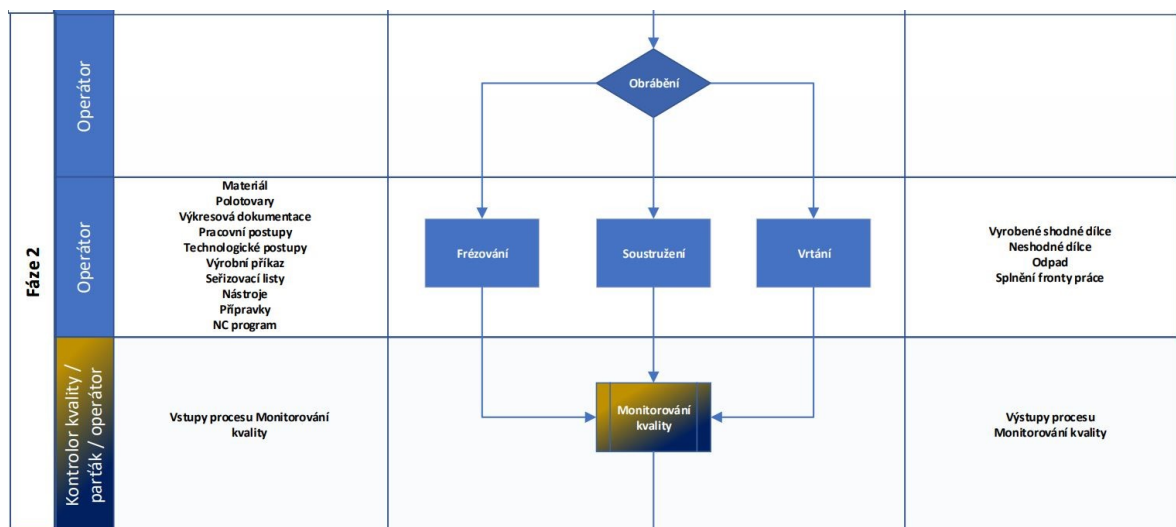 Fáze 2
Operátor
Obrábění
Operátor
Materiál
Polotovary
Výkresová dokumentace
Pracovní postupy
Technologické postupy
Výrobní příkaz
Seřizovací listy
Nástroje
Přípravky
NC program
Frézování
Soustružení
Vrtání
Vyrobené shodné dílce
Neshodné dílce
Odpad
Splnění fronty práce
Kontrolor kvality /
parťák / operátor
Vstupy procesu Monitorování
kvality
Monitorování
kvality
Výstupy procesu
Monitorování kvality